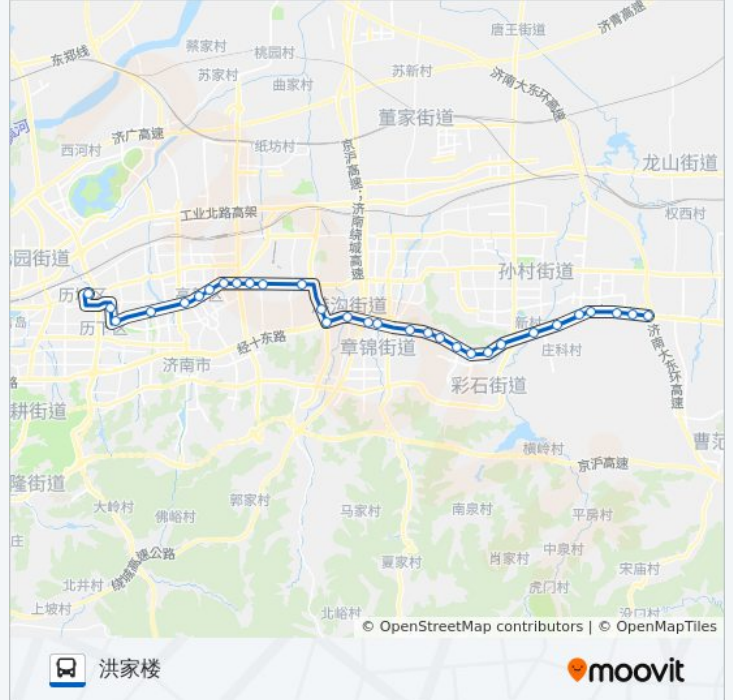 济青高速
唐王街道
蔡家村
东郑线
桃园村
苏家村
苏新村
曲家村
济南大东环高速
董家街道
济广高速
西河村
纸坊村
京沪高速;济南绕城高速
龙山街道
工业北路高架
权西村
园街道
孙村街道
历城区
高新区
沟街道
历下区
新村
济南大东环高速
经十东路
章锦街道
庄科村
济南市
彩石街道
耕街道
横岭村
京沪高速
隆街道
大岭村
佛峪村
郭家村
马家村
南泉村
平房村
庄
绕城高速公路
夏家村
肖家村
中泉村
宋庙村
北井村
虎门村
上坡村
北峪村
© OpenStreetMap contributors | © OpenMapTiles
洪家楼
moovit